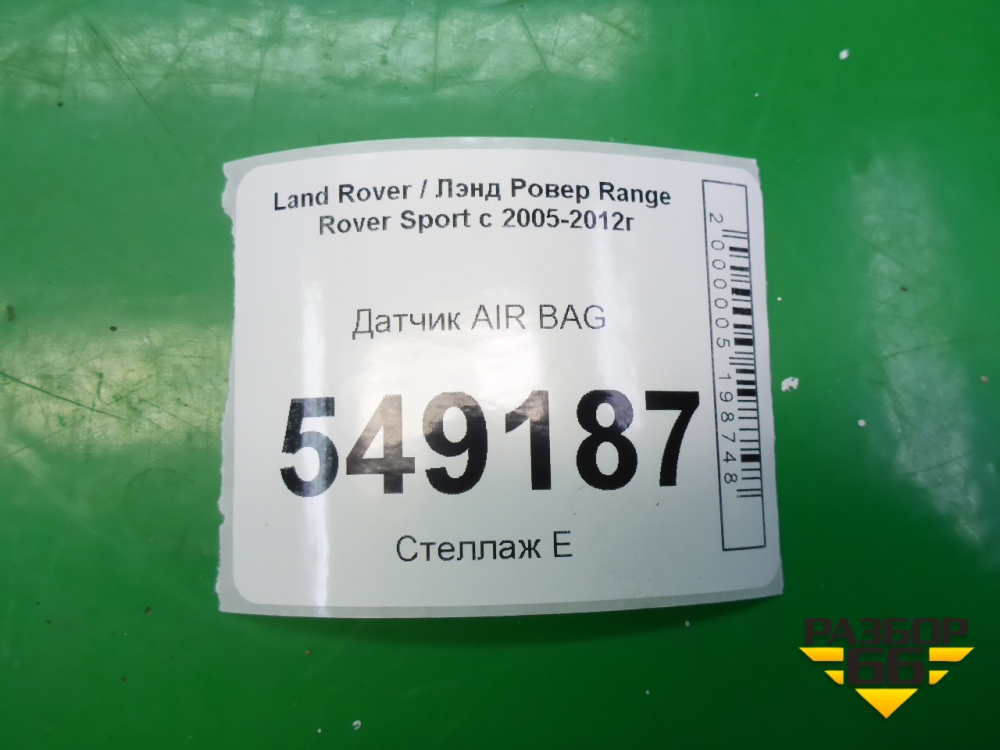 Land Rover / Лэнд Ровер Range
Rover Sport с 2005-2012г
Датчик AIR BAG
549187
Стеллаж Е
2000005198748
РАЗБОР
66